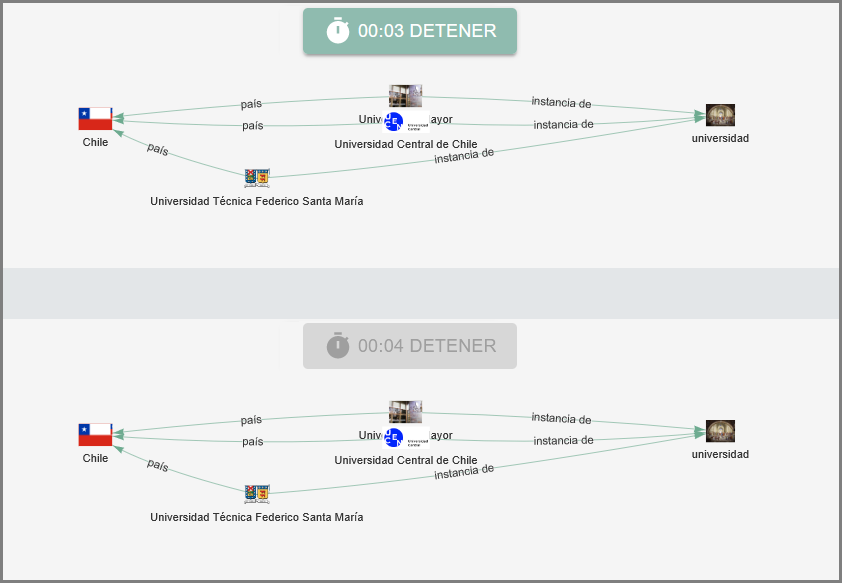 00:03 DETENER
país
instancia de
Univ ayor
país
instancia de
Chile
universidad
Universidad Central de Chile
país
instancia de
Universidad Técnica Federico Santa María
00:04 DETENER
país
instancia de
Univ ayor
país
instancia de
Chile
universidad
Universidad Central de Chile
país
instancia de
Universidad Técnica Federico Santa María